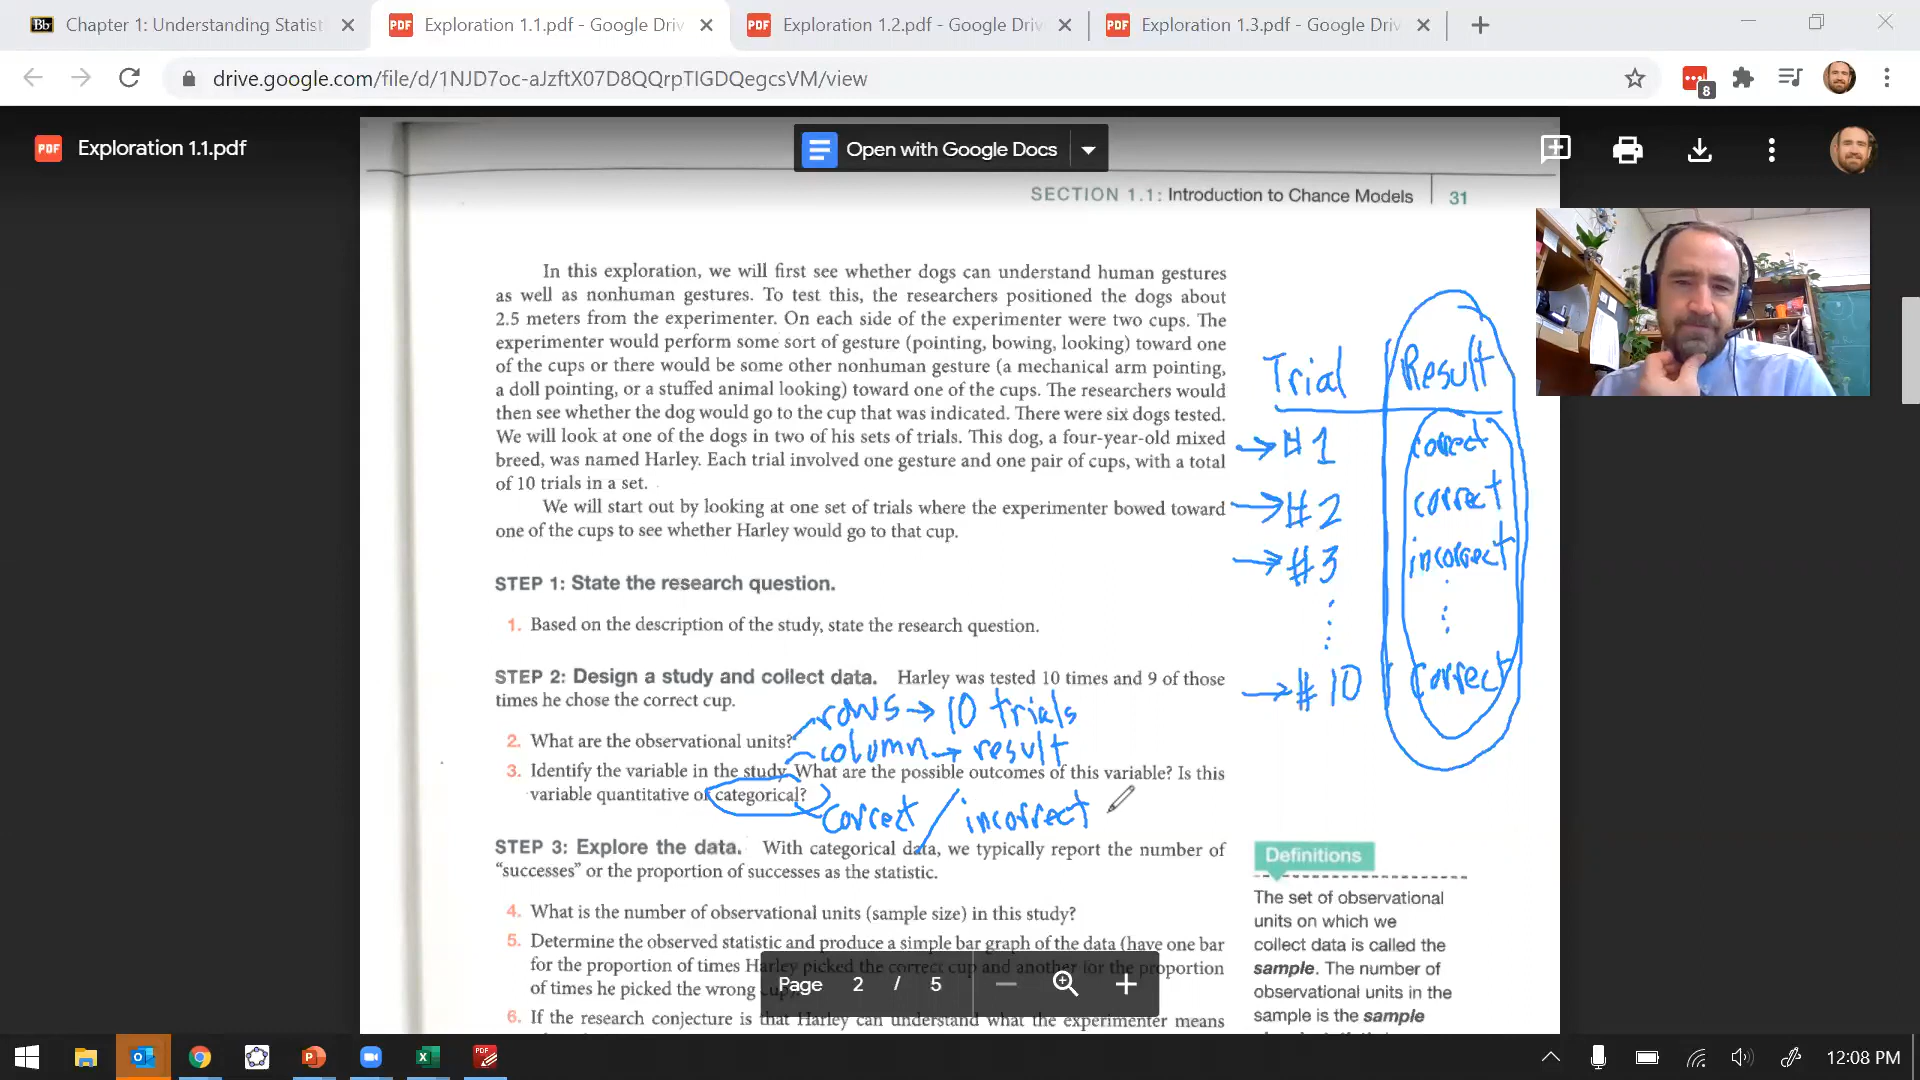 Chapter 1: Understanding Statist
Exploration 1.1.pdf - Google Driv
Exploration 1.2.pdf - Google Driv
Exploration 1.3.pdf - Google Driv
drive.google.com/file/d/1NJD7oc-aJzftX07D8QQrpTIGDQegcsVM/view
8
PDF Exploration 1.1.pdf
Open with Google Docs
SECTION 1.1: Introduction to Chance Models 31
In this exploration, we will first see whether dogs can understand human gestures
as well as nonhuman gestures. To test this, the researchers positioned the dogs about
2.5 meters from the experimenter. On each side of the experimenter were two cups. The
experimenter would perform some sort of gesture (pointing, bowing, looking) toward one
of the cups or there would be some other nonhuman gesture (a mechanical arm pointing,
a doll pointing, or a stuffed animal looking) toward one of the cups. The researchers would
then see whether the dog would go to the cup that was indicated. There were six dogs tested.
We will look at one of the dogs in two of his sets of trials. This dog, a four-year-old mixed
breed, was named Harley. Each trial involved one gesture and one pair of cups, with a total
of 10 trials in a set.
We will start out by looking at one set of trials where the experimenter bowed toward
one of the cups to see whether Harley would go to that cup.
Trial Result
#1 correct
#2 correct
#3 incorrect
#10 correct
STEP 1: State the research question.
1. Based on the description of the study, state the research question.
STEP 2: Design a study and collect data. Harley was tested 10 times and 9 of those
times he chose the correct cup.
rows → 10 trials
2. What are the observational units?
column → result
3. Identify the variable in the study. What are the possible outcomes of this variable? Is this
variable quantitative or categorical?
correct / incorrect
STEP 3: Explore the data. With categorical data, we typically report the number of
"successes" or the proportion of successes as the statistic.
4. What is the number of observational units (sample size) in this study?
5. Determine the observed statistic and produce a simple bar graph of the data (have one bar
for the proportion of times Harley picked the correct cup and another for the proportion
of times he picked the wrong cup).
6. If the research conjecture is that Harley can understand what the experimenter means
Definitions
The set of observational
units on which we
collect data is called the
sample. The number of
observational units in the
sample is the sample
Page 2 / 5
12:08 PM